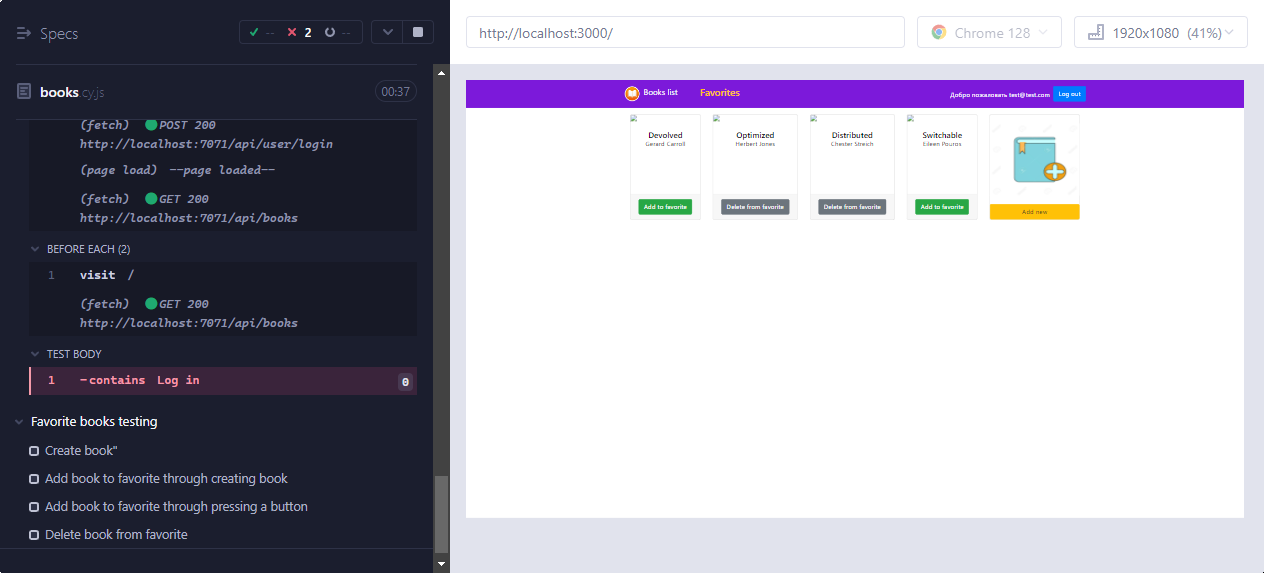 Specs
-- 2 --
books.cy.js
00:37
(fetch) POST 200
http://localhost:7071/api/user/login
(page load) --page loaded--
(fetch) GET 200
http://localhost:7071/api/books
BEFORE EACH (2)
1 visit /
(fetch) GET 200
http://localhost:7071/api/books
TEST BODY
1 -contains Log in 0
Favorite books testing
Create book"
Add book to favorite through creating book
Add book to favorite through pressing a button
Delete book from favorite
http://localhost:3000/
Chrome 128
1920x1080 (41%)
Books list Favorites
Добро пожаловать test@test.com Log out
Devolved
Gerard Carroll
Add to favorite
Optimized
Herbert Jones
Delete from favorite
Distributed
Chester Streich
Delete from favorite
Switchable
Eileen Pouros
Add to favorite
Add new